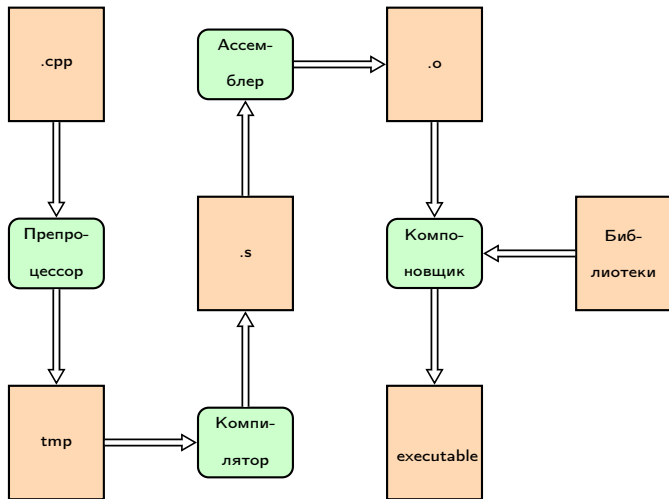 .cpp
Препро-
цессор
tmp
Компи-
лятор
.s
Ассем-
блер
.o
Компо-
новщик
Биб-
лиотеки
executable